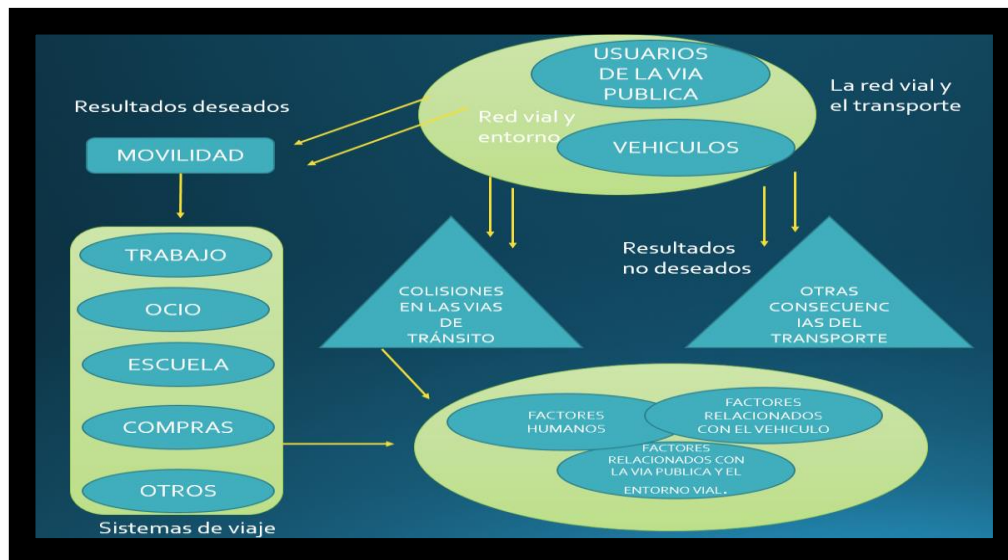 USUARIOS
DE LA VIA
PUBLICA
La red vial y
el transporte
Resultados deseados
Red vial y
entorno
MOVILIDAD
VEHICULOS
TRABAJO
OCIO
ESCUELA
COMPRAS
OTROS
Sistemas de viaje
Resultados
no deseados
COLISIONES
EN LAS VIAS
DE
TRÁNSITO
OTRAS
CONSECUENC
IAS DEL
TRANSPORTE
FACTORES
HUMANOS
FACTORES
RELACIONADOS
CON EL VEHICULO
FACTORES
RELACIONADOS CON
LA VIA PUBLICA Y EL
ENTORNO VIAL.